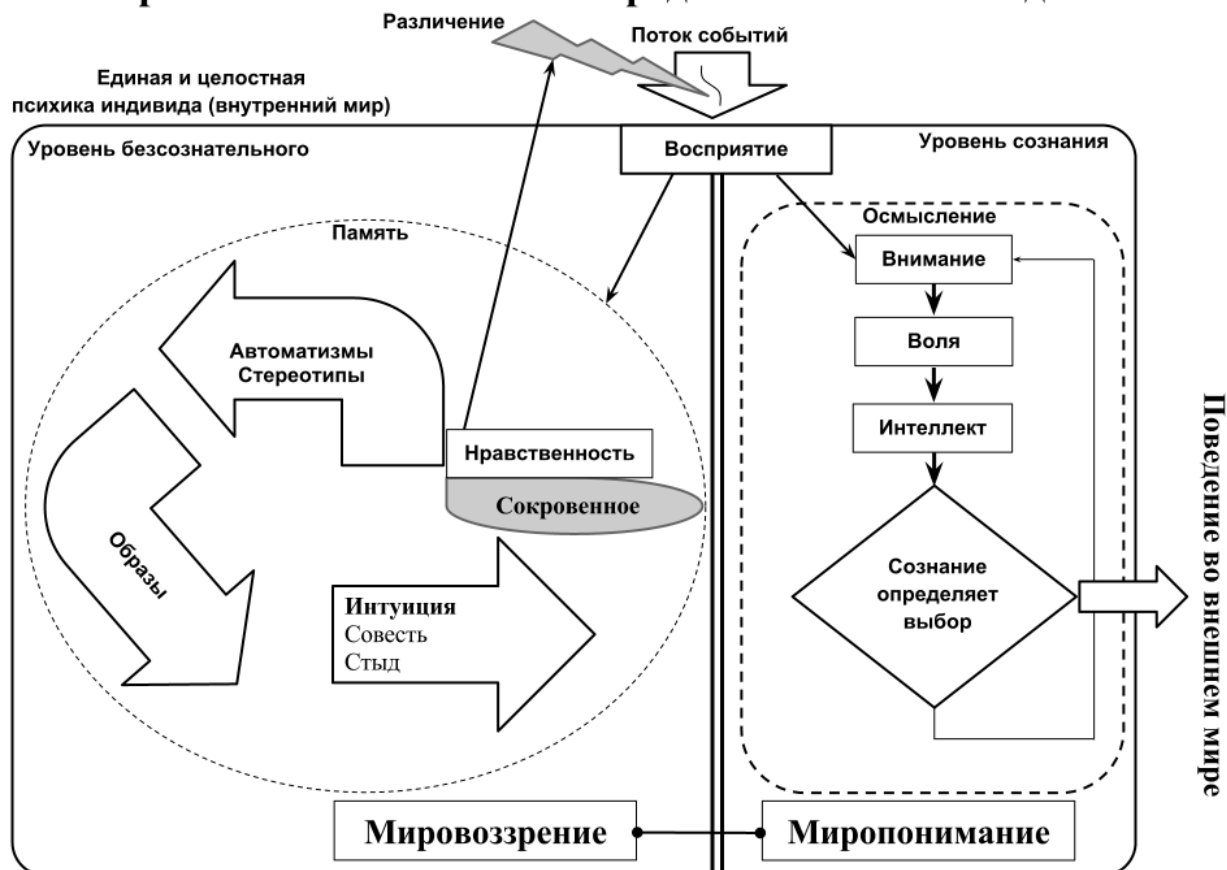 Различение
Поток событий
Единая и целостная
психика индивида (внутренний мир)
Уровень безсознательного
Восприятие
Уровень сознания
Память
Осмысление
Внимание
Воля
Интеллект
Сознание
определяет
выбор
Автоматизмы
Стереотипы
Нравственность
Сокровенное
Образы
Интуиция
Совесть
Стыд
Поведение во внешнем мире
Мировоззрение
Миропонимание